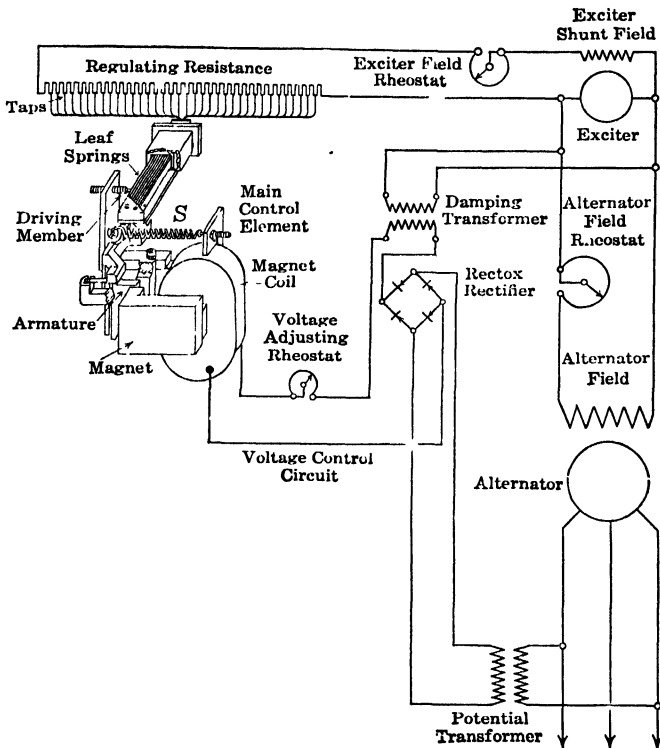 Exciter
Shunt Field
Regulating Resistance
Exciter Field
Rheostat
Taps
Exciter
Leaf
Springs
Main
Control
Element
S
Damping
Transformer
Alternator
Field
Rheostat
Driving
Member
Magnet
Coil
Rectox
Rectifier
Armature
Voltage
Adjusting
Rheostat
Magnet
Alternator
Field
Voltage Control
Circuit
Alternator
Potential
Transformer